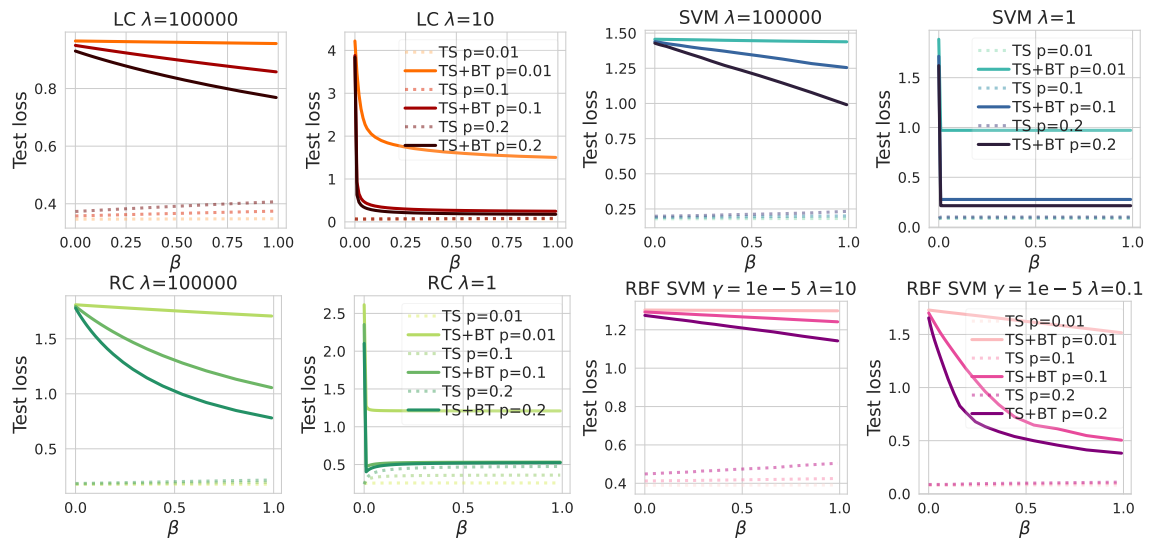 LC λ=100000
Test loss
0.8
0.6
0.4
0.00
0.25
0.50
0.75
1.00
β
LC λ=10
Test loss
4
3
2
1
0
TS p=0.01
TS+BT p=0.01
TS p=0.1
TS+BT p=0.1
TS p=0.2
TS+BT p=0.2
0.00
0.25
0.50
0.75
1.00
β
SVM λ=100000
Test loss
1.50
1.25
1.00
0.75
0.50
0.25
0.0
0.5
1.0
β
SVM λ=1
Test loss
1.5
1.0
0.5
0.0
TS p=0.01
TS+BT p=0.01
TS p=0.1
TS+BT p=0.1
TS p=0.2
TS+BT p=0.2
0.0
0.5
1.0
β
RC λ=100000
Test loss
1.5
1.0
0.5
0.0
0.5
1.0
β
RC λ=1
Test loss
2.5
2.0
1.5
1.0
0.5
TS p=0.01
TS+BT p=0.01
TS p=0.1
TS+BT p=0.1
TS p=0.2
TS+BT p=0.2
0.0
0.5
1.0
β
RBF SVM γ = 1e − 5 λ=10
Test loss
1.2
1.0
0.8
0.6
0.4
0.0
0.5
1.0
β
RBF SVM γ = 1e − 5 λ=0.1
Test loss
1.5
1.0
0.5
0.0
TS p=0.01
TS+BT p=0.01
TS p=0.1
TS+BT p=0.1
TS p=0.2
TS+BT p=0.2
0.0
0.5
1.0
β